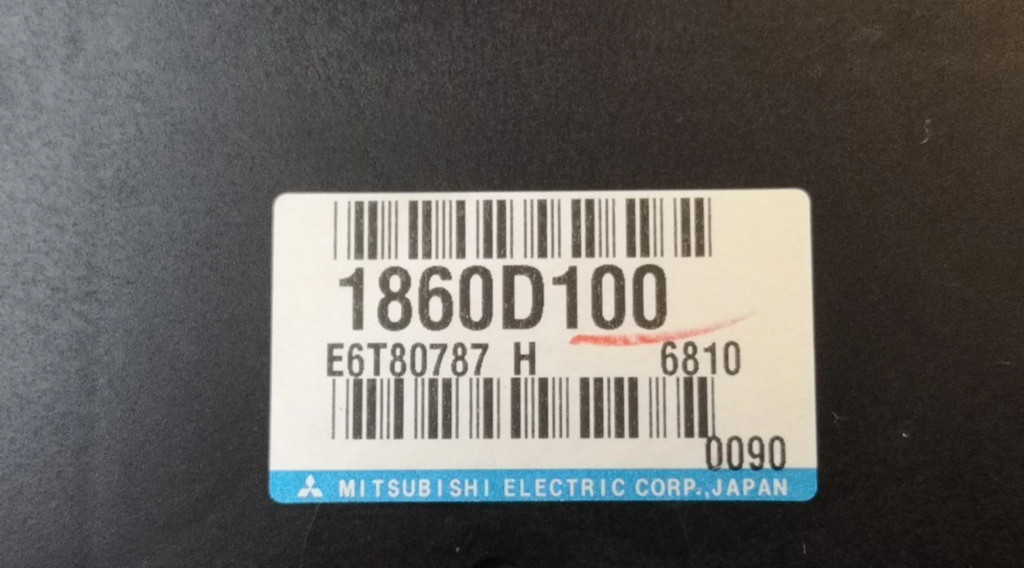 1860D100
E6T80787 H 6810
0090
MITSUBISHI ELECTRIC CORP.,JAPAN